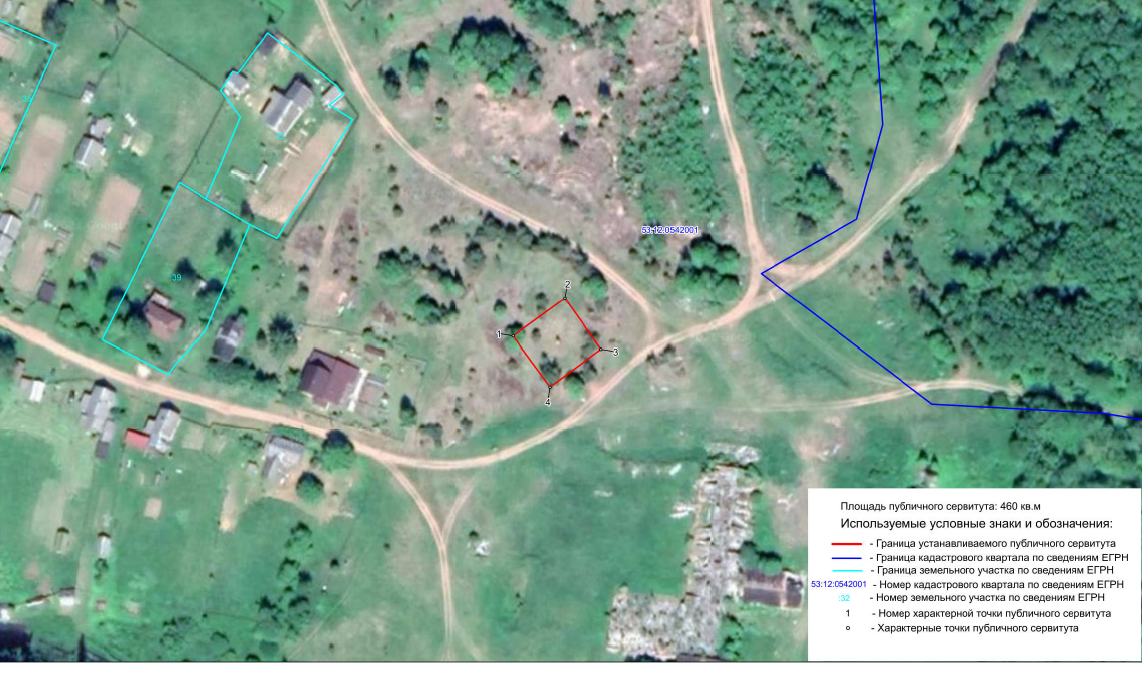 53:12:0542001
:39
2
1
3
4
Площадь публичного сервитута: 460 кв.м
Используемые условные знаки и обозначения:
- Граница устанавливаемого публичного сервитута
- Граница кадастрового квартала по сведениям ЕГРН
- Граница земельного участка по сведениям ЕГРН
53:12:0542001 - Номер кадастрового квартала по сведениям ЕГРН
:32 - Номер земельного участка по сведениям ЕГРН
1 - Номер характерной точки публичного сервитута
- Характерные точки публичного сервитута